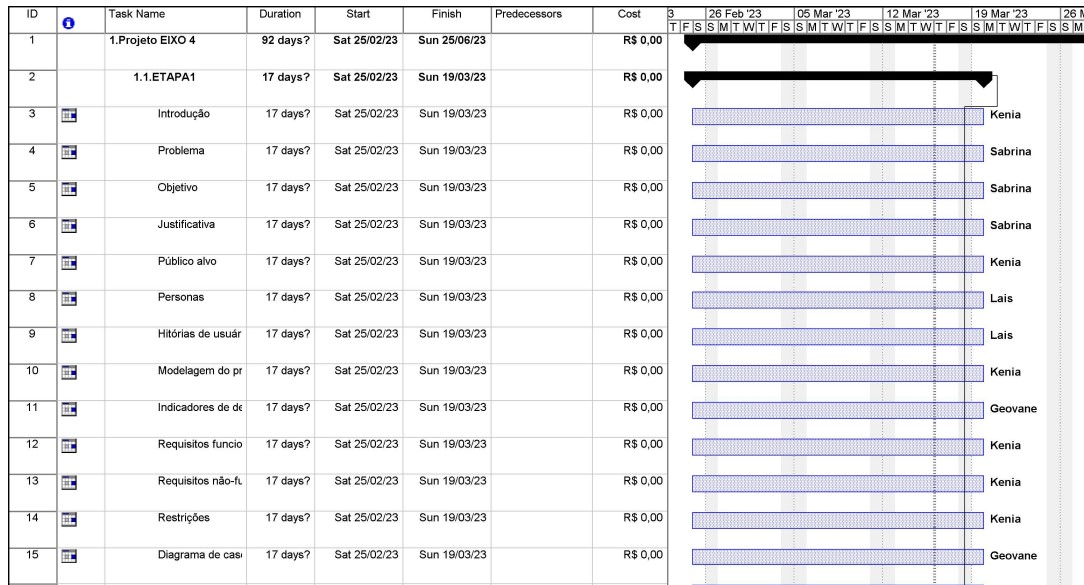 ID Task Name Duration Start Finish Predecessors Cost 3 26 Feb '23 05 Mar '23 12 Mar '23 19 Mar '23 26 M
T F S S M T W T F S S M T W T F S S M T W T F S S M T W T F S S M
1 1.Projeto EIXO 4 92 days? Sat 25/02/23 Sun 25/06/23 R$ 0,00
2 1.1.ETAPA1 17 days? Sat 25/02/23 Sun 19/03/23 R$ 0,00
3 Introdução 17 days? Sat 25/02/23 Sun 19/03/23 R$ 0,00 Kenia
4 Problema 17 days? Sat 25/02/23 Sun 19/03/23 R$ 0,00 Sabrina
5 Objetivo 17 days? Sat 25/02/23 Sun 19/03/23 R$ 0,00 Sabrina
6 Justificativa 17 days? Sat 25/02/23 Sun 19/03/23 R$ 0,00 Sabrina
7 Público alvo 17 days? Sat 25/02/23 Sun 19/03/23 R$ 0,00 Kenia
8 Personas 17 days? Sat 25/02/23 Sun 19/03/23 R$ 0,00 Lais
9 Hitórias de usuár 17 days? Sat 25/02/23 Sun 19/03/23 R$ 0,00 Lais
10 Modelagem do pr 17 days? Sat 25/02/23 Sun 19/03/23 R$ 0,00 Kenia
11 Indicadores de de 17 days? Sat 25/02/23 Sun 19/03/23 R$ 0,00 Geovane
12 Requisitos funcio 17 days? Sat 25/02/23 Sun 19/03/23 R$ 0,00 Kenia
13 Requisitos não-fu 17 days? Sat 25/02/23 Sun 19/03/23 R$ 0,00 Kenia
14 Restrições 17 days? Sat 25/02/23 Sun 19/03/23 R$ 0,00 Kenia
15 Diagrama de caso 17 days? Sat 25/02/23 Sun 19/03/23 R$ 0,00 Geovane